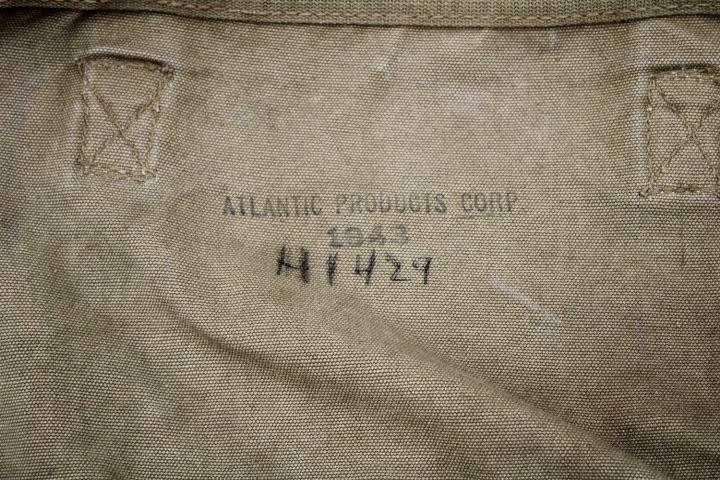 ATLANTIC PRODUCTS CORP.
1943
H1429